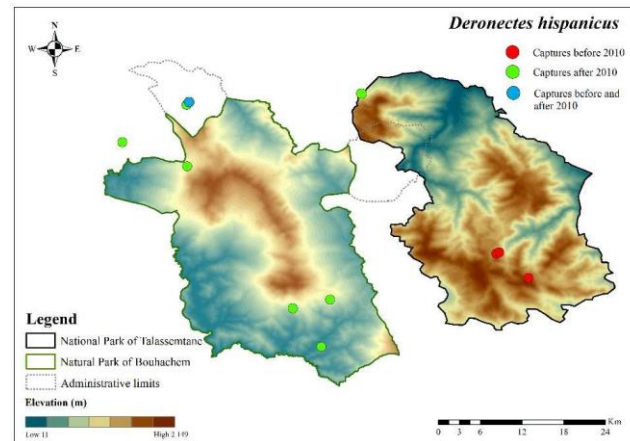 N
W E
S
Deronectes hispanicus
Captures before 2010
Captures after 2010
Captures before and
after 2010
Legend
National Park of Talassemtane
Natural Park of Bouhachem
Administrative limits
Elevation (m)
Low 11 High 2 149
Km
0 3 6 12 18 24